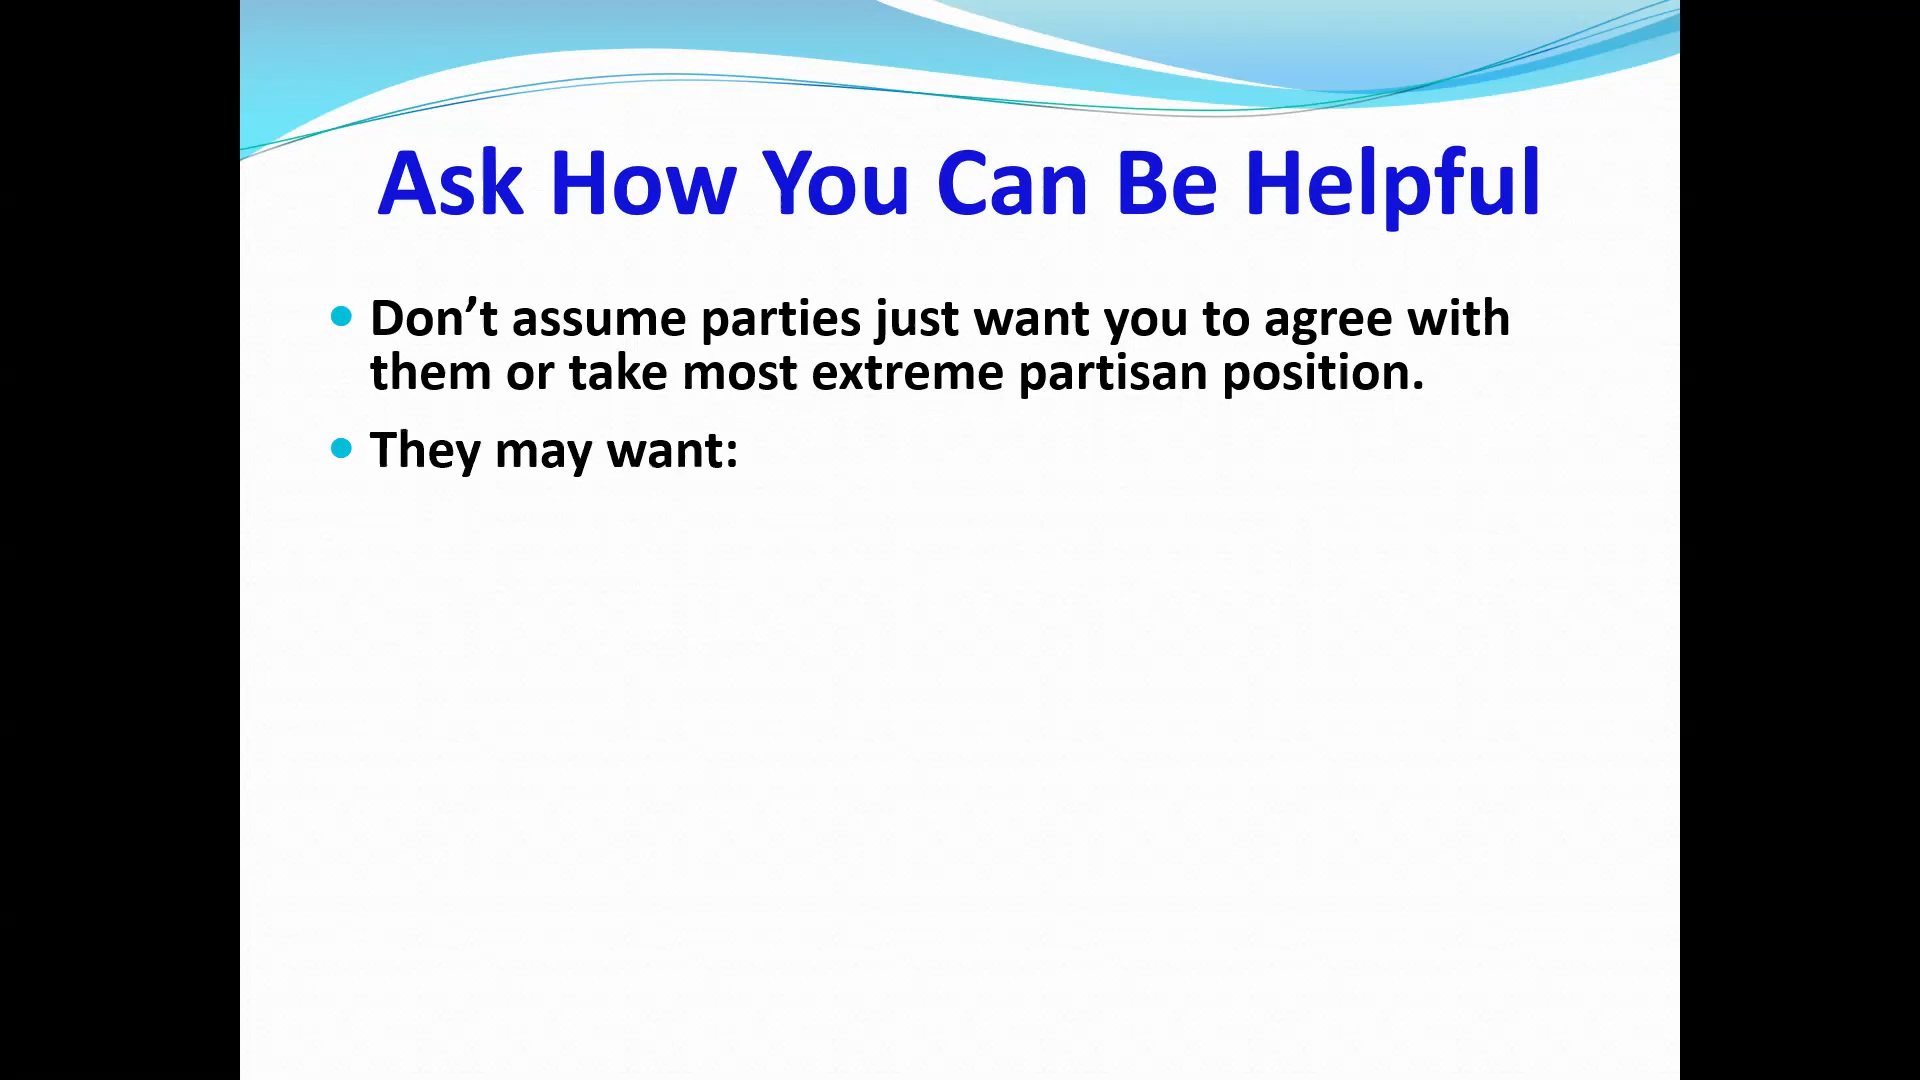 Ask How You Can Be Helpful
• Don’t assume parties just want you to agree with
them or take most extreme partisan position.
• They may want: